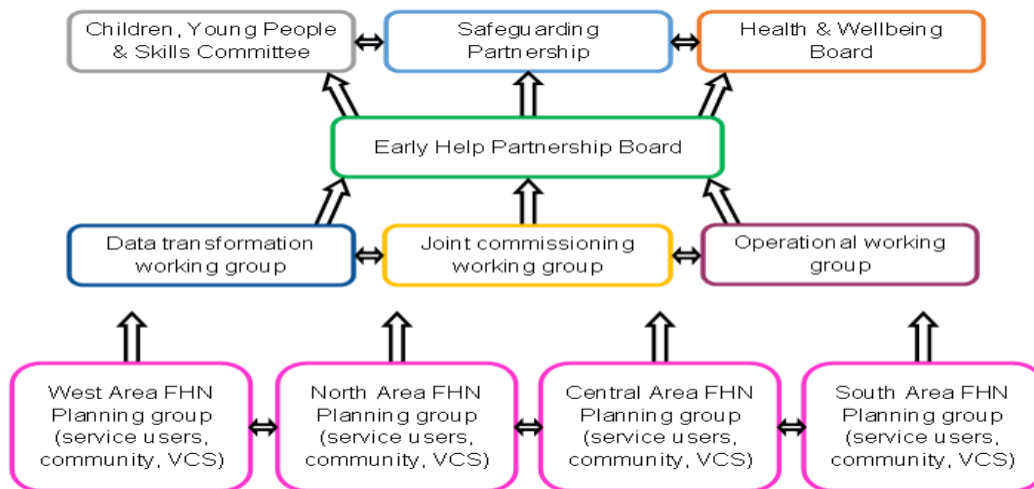 Children, Young People
& Skills Committee
Safeguarding
Partnership
Health & Wellbeing
Board
Early Help Partnership Board
Data transformation
working group
Joint commissioning
working group
Operational working
group
West Area FHN
Planning group
(service users,
community, VCS)
North Area FHN
Planning group
(service users,
community, VCS)
Central Area FHN
Planning group
(service users,
community, VCS)
South Area FHN
Planning group
(service users,
community, VCS)